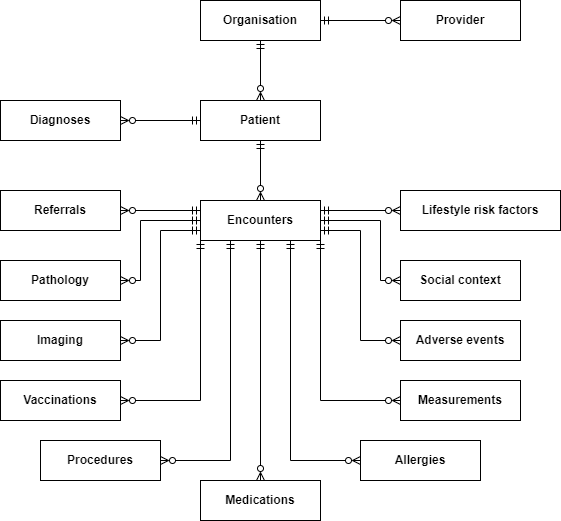 Organisation
Provider
Diagnoses
Patient
Referrals
Encounters
Lifestyle risk factors
Pathology
Social context
Imaging
Adverse events
Vaccinations
Measurements
Procedures
Allergies
Medications